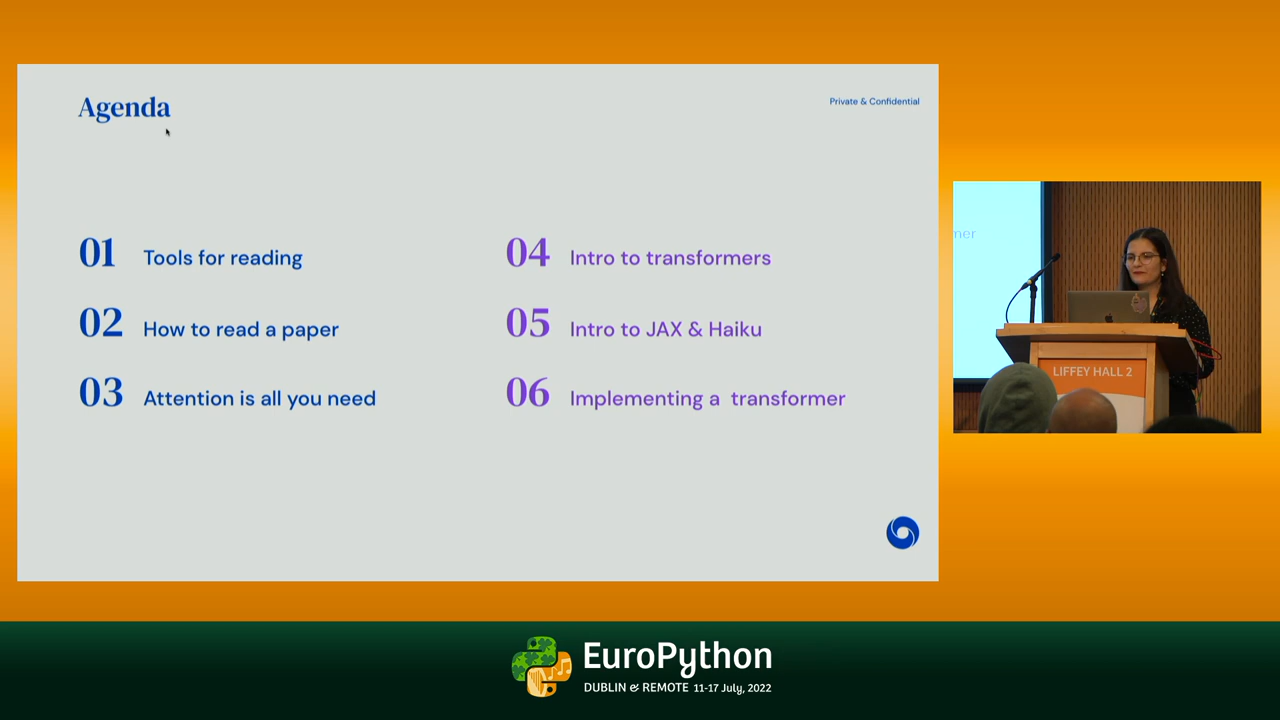 Agenda
Private & Confidential
01 Tools for reading
02 How to read a paper
03 Attention is all you need
04 Intro to transformers
05 Intro to JAX & Haiku
06 Implementing a transformer
mer
LIFFEY HALL 2
EuroPython
DUBLIN & REMOTE 11-17 July, 2022